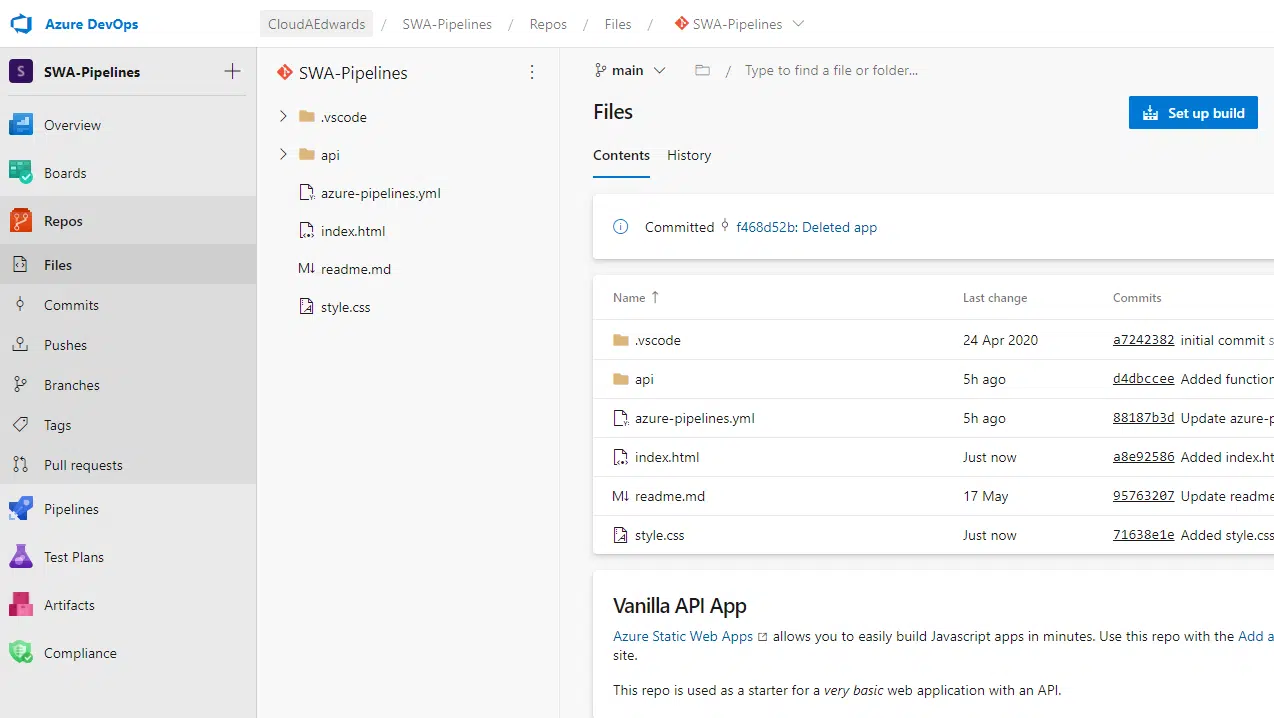 Azure DevOps
CloudAEdwards / SWA-Pipelines / Repos / Files / SWA-Pipelines
S SWA-Pipelines
Overview
Boards
Repos
Files
Commits
Pushes
Branches
Tags
Pull requests
Pipelines
Test Plans
Artifacts
Compliance
SWA-Pipelines
.vscode
api
azure-pipelines.yml
index.html
M↓ readme.md
style.css
main / Type to find a file or folder...
Files
Set up build
Contents History
Committed f468d52b: Deleted app
Name ↑ Last change Commits
.vscode 24 Apr 2020 a7242382 initial commit s
api 5h ago d4dbccee Added function
azure-pipelines.yml 5h ago 88187b3d Update azure-p
index.html Just now a8e92586 Added index.ht
M↓ readme.md 17 May 95763207 Update readme
style.css Just now 71638e1e Added style.css
Vanilla API App
Azure Static Web Apps allows you to easily build Javascript apps in minutes. Use this repo with the Add a
site.
This repo is used as a starter for a very basic web application with an API.